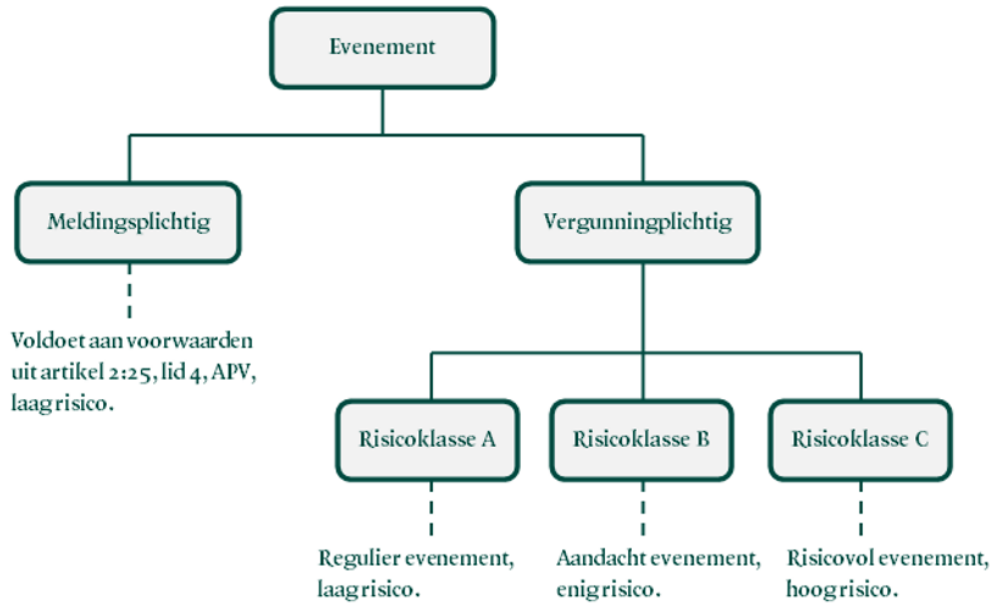 Evenement
Meldingsplichtig
Vergunningplichtig
Voldoet aan voorwaarden
uit artikel 2:25, lid 4, APV,
laag risico.
Risicoklasse A
Risicoklasse B
Risicoklasse C
Regulier evenement,
laag risico.
Aandacht evenement,
enig risico.
Risicovol evenement,
hoog risico.